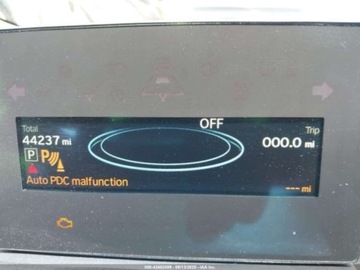 OFF
Total
Trip
44237 mi
000.0 mi
P P
Auto PDC malfunction
--- mi